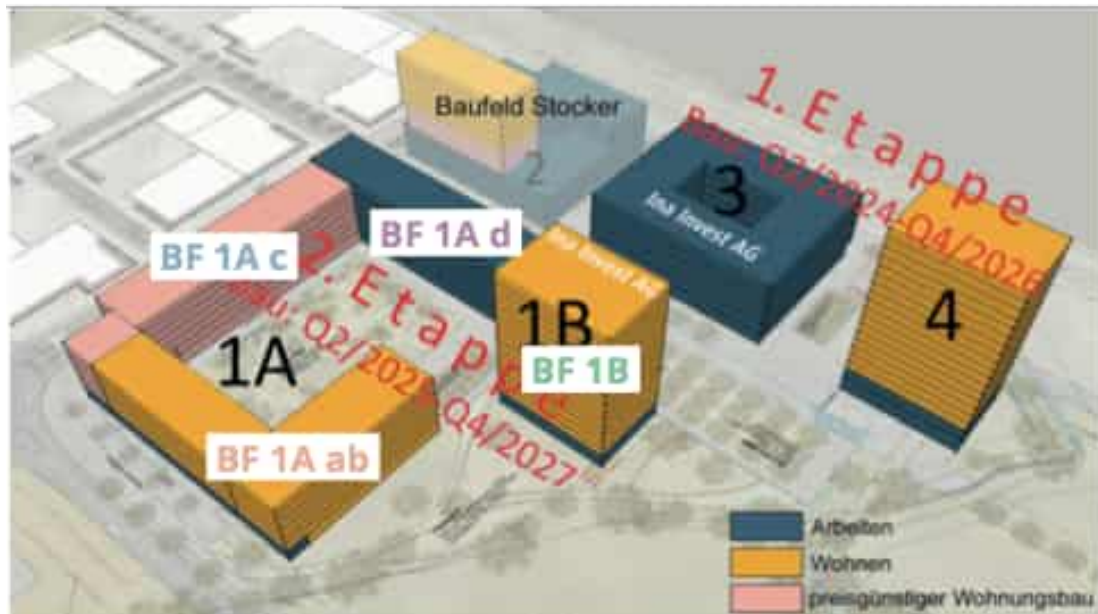 Baufeld Stocker
2
1. Etappe
Bau: Q2/2024-Q4/2026
3
Ina Invest AG
4
BF 1A c
BF 1A d
Ina Invest AG
1B
BF 1B
2. Etappe
Bau: Q2/2025-Q4/2027
1A
BF 1A ab
Arbeiten
Wohnen
preisgünstiger Wohnungsbau